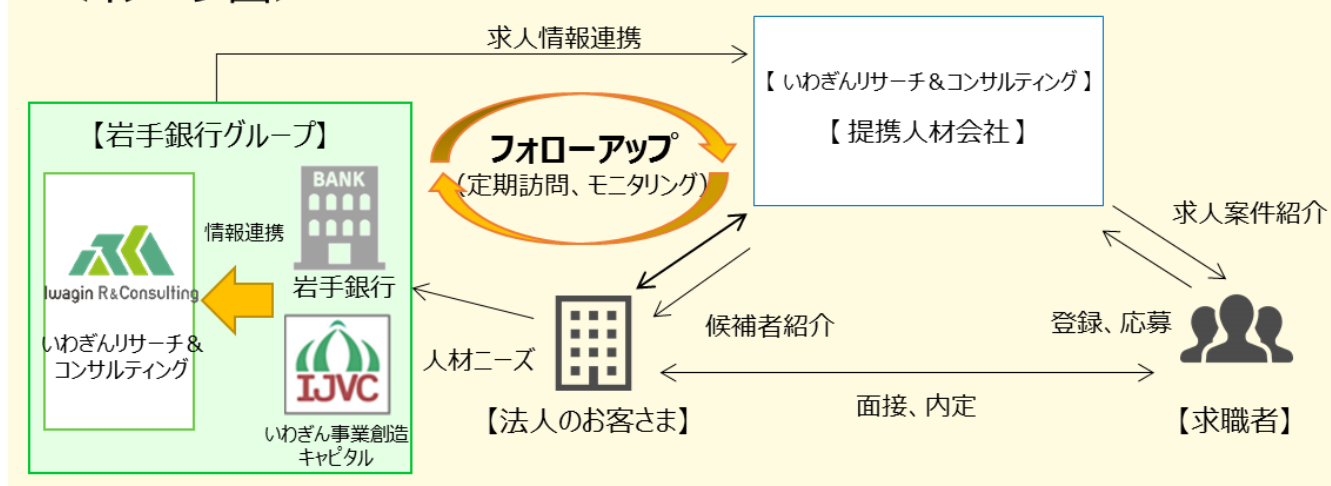 求人情報連携
【 いわぎんリサーチ＆コンサルティング 】
【 提携人材会社 】
【岩手銀行グループ】
フォローアップ
(定期訪問、モニタリング)
BANK
情報連携
岩手銀行
Iwagin R&Consulting
いわぎんリサーチ＆
コンサルティング
IJVC
いわぎん事業創造
キャピタル
人材ニーズ
候補者紹介
求人案件紹介
登録、応募
面接、内定
【法人のお客さま】
【求職者】